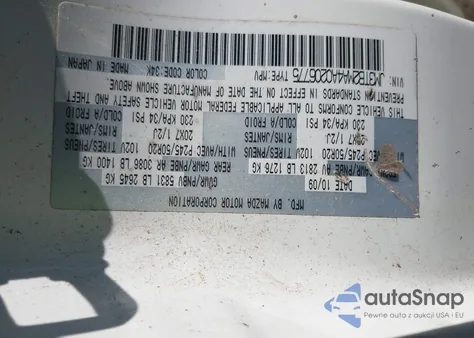 MFD. BY MAZDA MOTOR CORPORATION
DATE 10/09 GVWR/PNBV 5831 LB 2645 KG
AV 2813 LB 1276 KG REAR GAWR/PNBE AR 3086 LB 1400 KG
P245/50R20 102V TIRES/PNEUS WITH/AVEC P245/50R20 102V TIRES/PNEUS
20X7 1/2J RIMS/JANTES 20X7 1/2J RIMS/JANTES
230 KPA/34 PSI COLD/A FROID 230 KPA/34 PSI COLD/A FROID
THIS VEHICLE CONFORMS TO ALL APPLICABLE FEDERAL MOTOR VEHICLE SAFETY AND THEFT
PREVENTION STANDARDS IN EFFECT ON THE DATE OF MANUFACTURE SHOWN ABOVE.
VIN: JM3TB2MA4A0206775 TYPE:MPV COLOR CODE:34K MADE IN JAPAN
autoSnap
Pewne auta z aukcji USA i EU